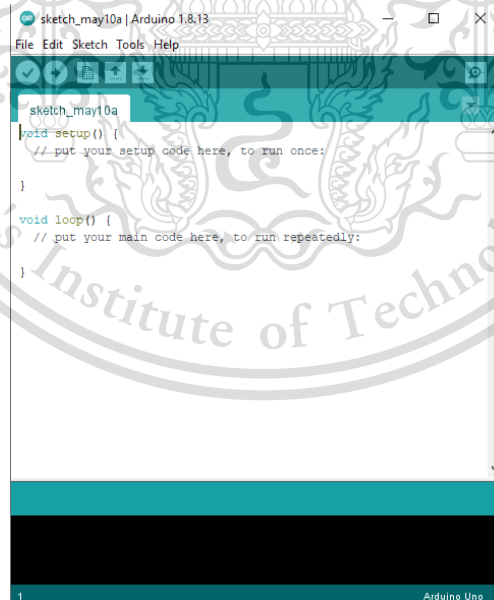 sketch_may10a | Arduino 1.8.13
File Edit Sketch Tools Help
sketch_may10a
void setup() {
// put your setup code here, to run once:
}
void loop() {
// put your main code here, to run repeatedly:
}
's Institute of Techno
1 Arduino Uno